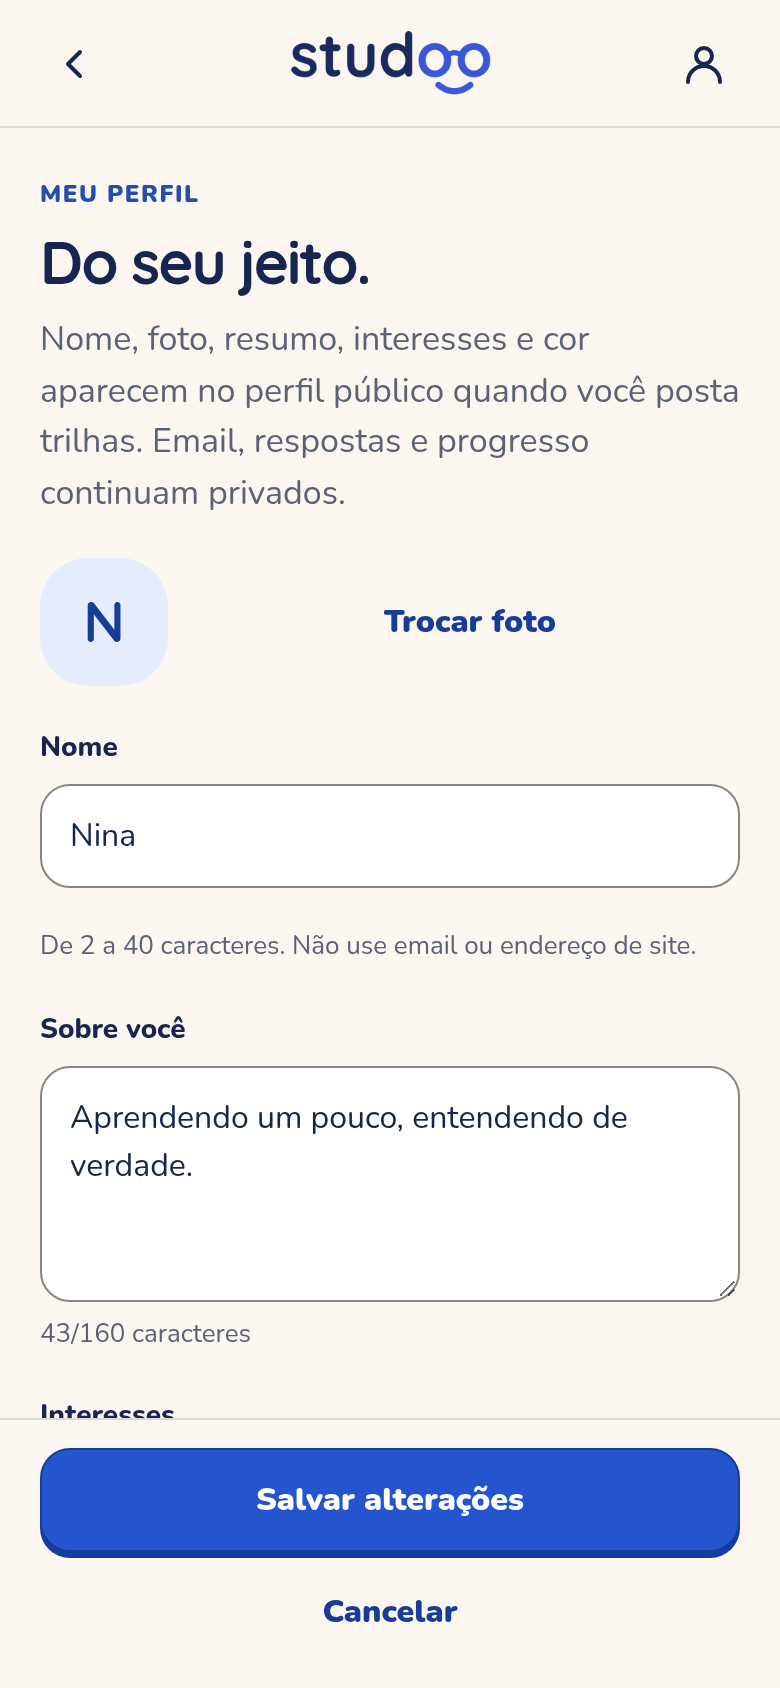 studoo
MEU PERFIL
Do seu jeito.
Nome, foto, resumo, interesses e cor
aparecem no perfil público quando você posta
trilhas. Email, respostas e progresso
continuam privados.
N
Trocar foto
Nome
Nina
De 2 a 40 caracteres. Não use email ou endereço de site.
Sobre você
Aprendendo um pouco, entendendo de
verdade.
43/160 caracteres
Interesses
Salvar alterações
Cancelar